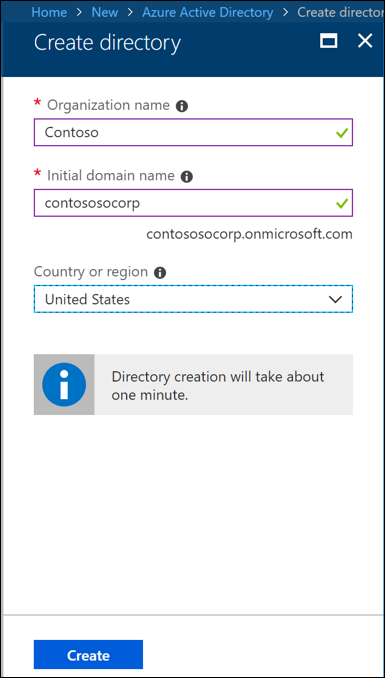 Home > New > Azure Active Directory > Create director
Create directory
* Organization name
Contoso
* Initial domain name
contososocorp
contososocorp.onmicrosoft.com
Country or region
United States
Directory creation will take about
one minute.
Create